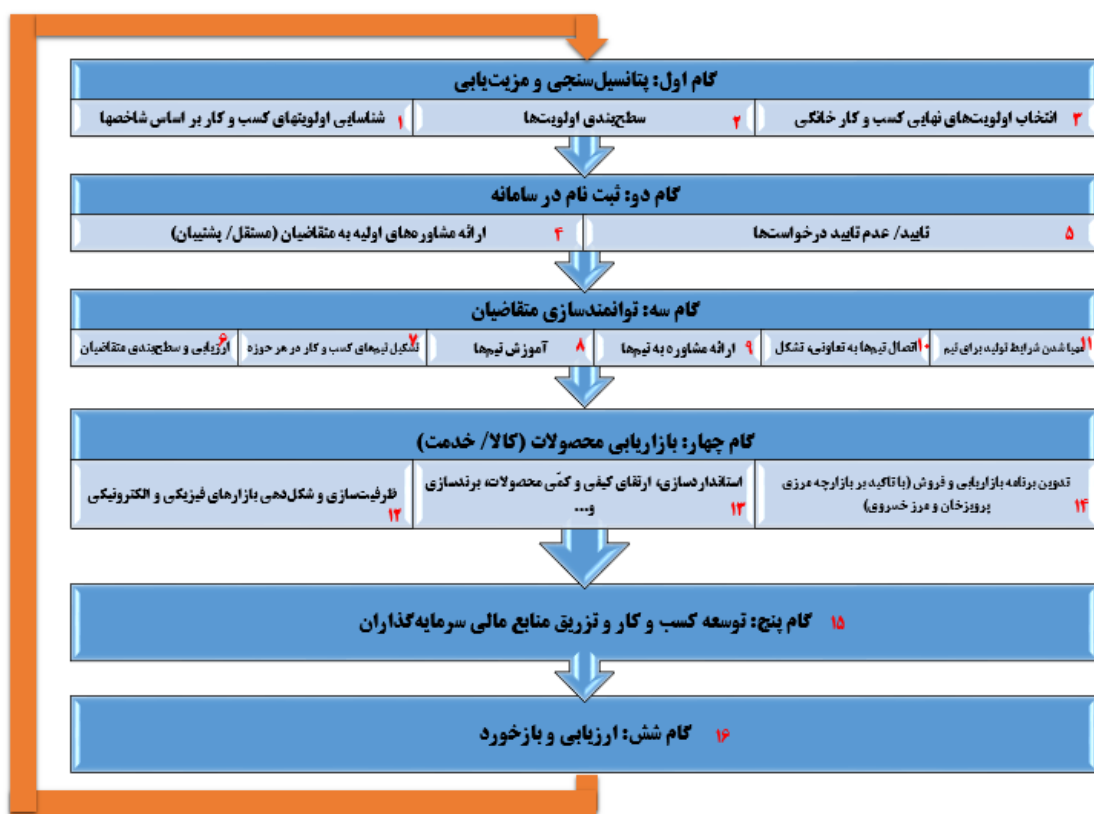 گام اول: پتانسیل‌سنجی و مزیت‌یابی
۳ انتخاب اولویت‌های نهایی کسب و کار خانگی
۲ سطح‌بندی اولویت‌ها
۱ شناسایی اولویتهای کسب و کار بر اساس شاخصها
گام دو: ثبت نام در سامانه
۵ تایید/ عدم تایید درخواست‌ها
۴ ارائه مشاوره‌های اولیه به متقاضیان (مستقل/ پشتیبان)
گام سه: توانمندسازی متقاضیان
۱۱ مهیا شدن شرایط تولید برای تیم
۱۰ اتصال تیم‌ها به تعاونی، تشکل
۹ ارائه مشاوره به تیم‌ها
۸ آموزش تیم‌ها
۷ تشکیل تیم‌های کسب و کار در هر حوزه
۶ ارزیابی و سطح‌بندی متقاضیان
گام چهار: بازاریابی محصولات (کالا/ خدمت)
تدوین برنامه بازاریابی و فروش (با تاکید بر بازارچه مرزی
۱۴ پرویزخان و مرز خسروی)
استانداردسازی، ارتقای کیفی و کمّی محصولات، برندسازی
۱۳ و...
ظرفیت‌سازی و شکل‌دهی بازارهای فیزیکی و الکترونیکی
۱۲
۱۵ گام پنج: توسعه کسب و کار و تزریق منابع مالی سرمایه‌گذاران
۱۶ گام شش: ارزیابی و بازخورد